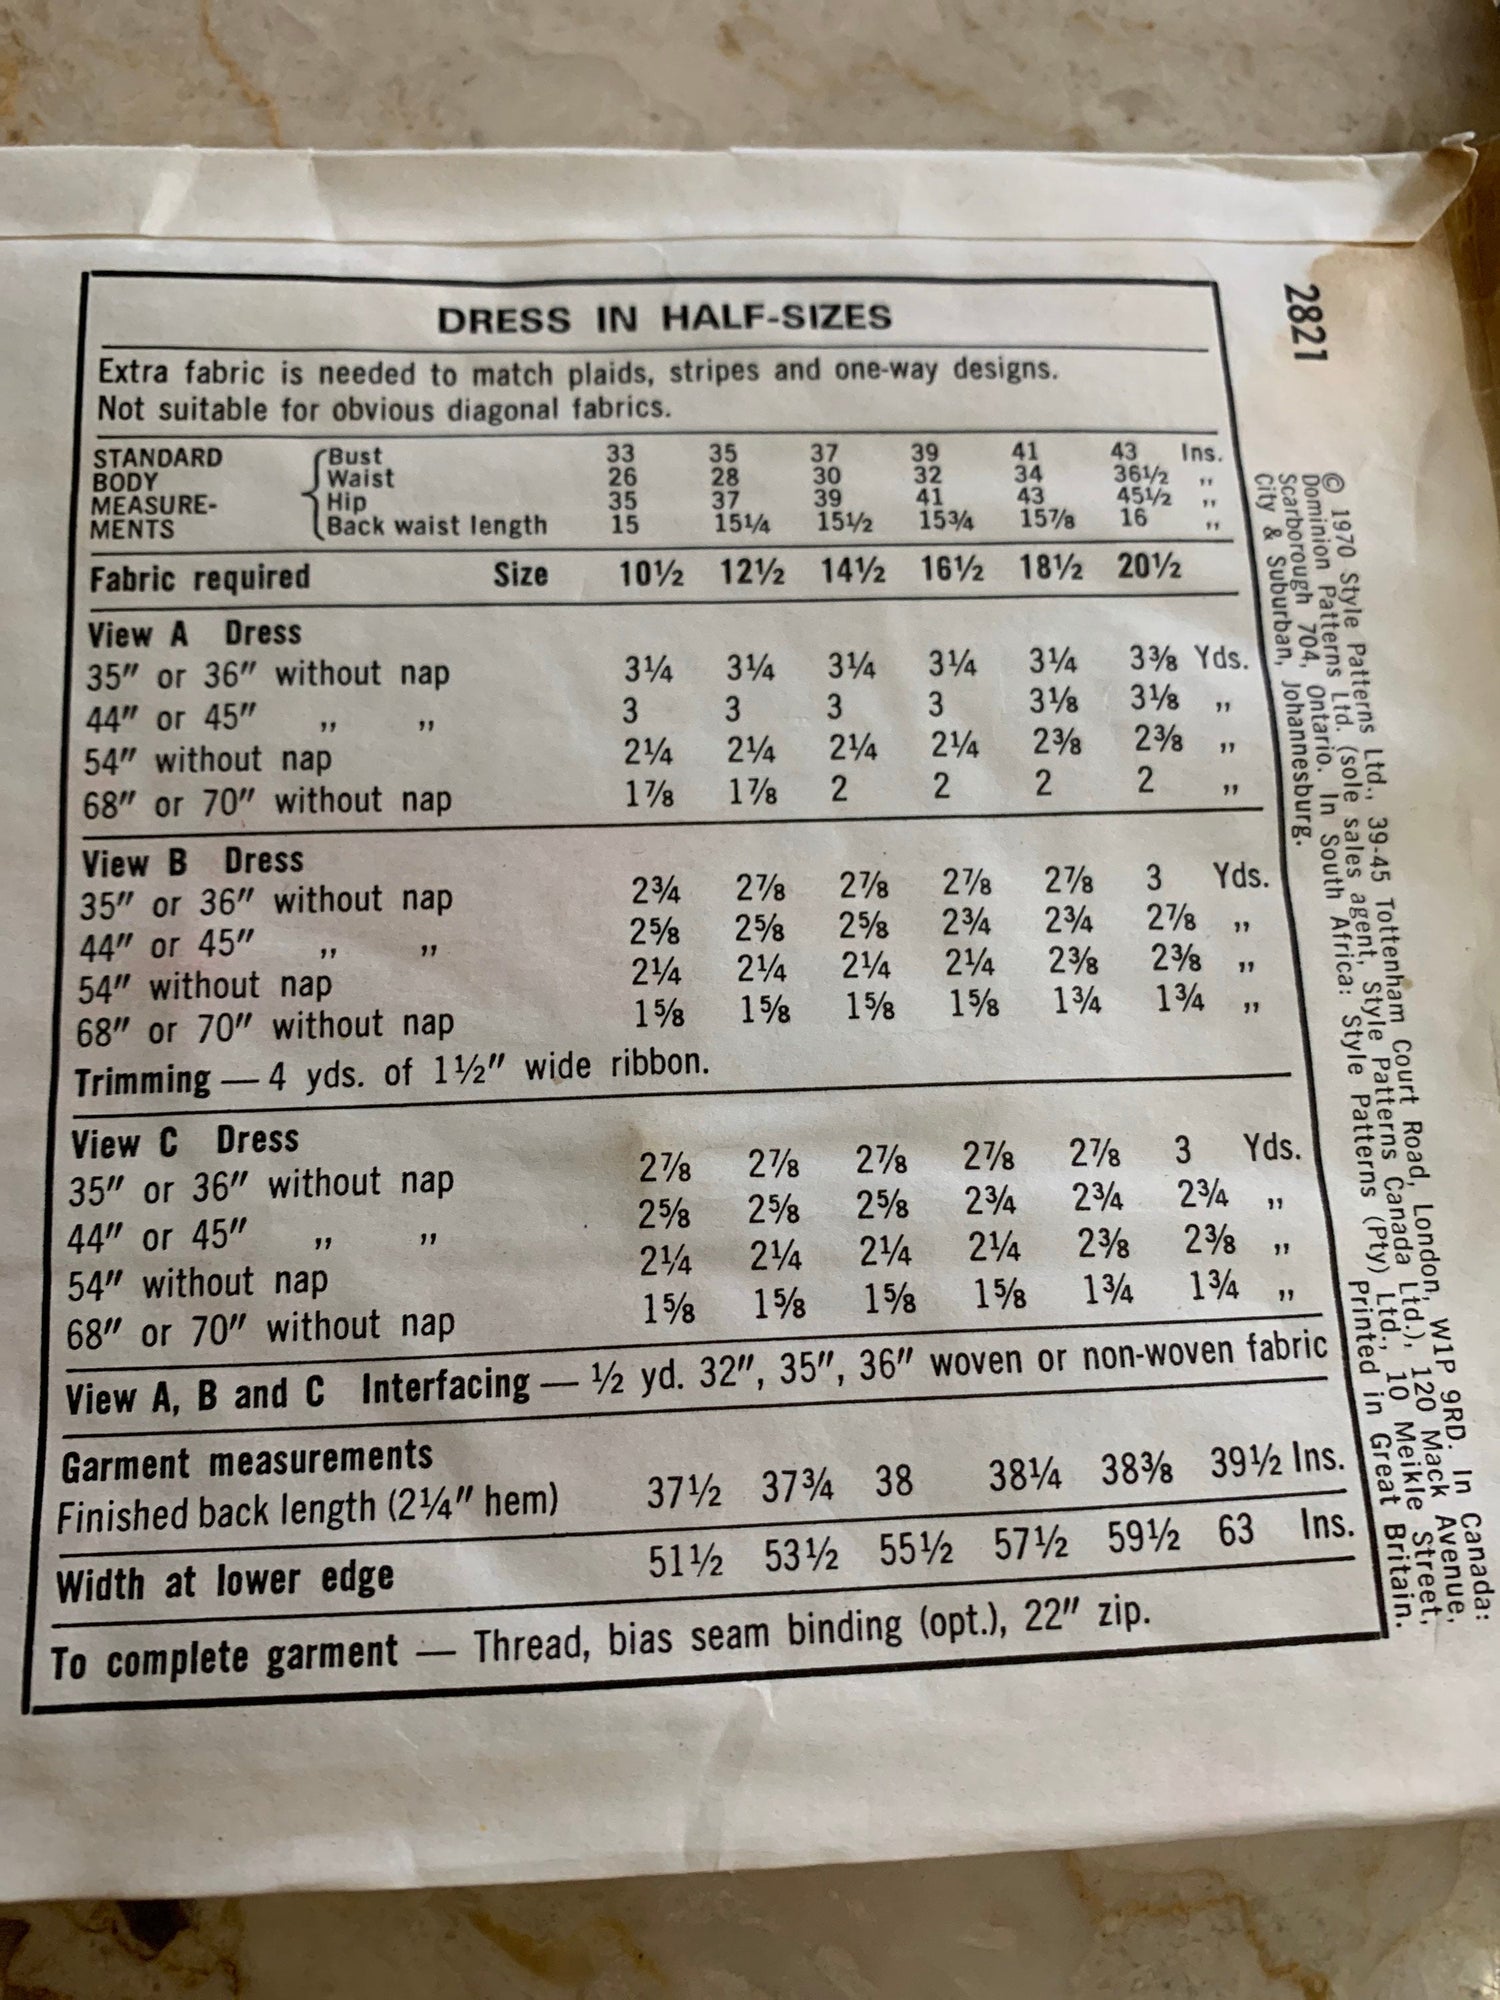 DRESS IN HALF-SIZES
Extra fabric is needed to match plaids, stripes and one-way designs.
Not suitable for obvious diagonal fabrics.
STANDARD Bust 33 35 37 39 41 43 Ins.
BODY Waist 26 28 30 32 34 36½ ,,
MEASURE- Hip 35 37 39 41 43 45½ ,,
MENTS Back waist length 15 15¼ 15½ 15¾ 15⅞ 16 ,,
Fabric required Size 10½ 12½ 14½ 16½ 18½ 20½
View A Dress
35″ or 36″ without nap 3¼ 3¼ 3¼ 3¼ 3¼ 3⅜ Yds.
44″ or 45″ ,, ,, 3 3 3 3 3⅛ 3⅛ ,,
54″ without nap 2¼ 2¼ 2¼ 2¼ 2⅜ 2⅜ ,,
68″ or 70″ without nap 1⅞ 1⅞ 2 2 2 2 ,,
View B Dress
35″ or 36″ without nap 2¾ 2⅞ 2⅞ 2⅞ 2⅞ 3 Yds.
44″ or 45″ ,, ,, 2⅝ 2⅝ 2⅝ 2¾ 2¾ 2⅞ ,,
54″ without nap 2¼ 2¼ 2¼ 2¼ 2⅜ 2⅜ ,,
68″ or 70″ without nap 1⅝ 1⅝ 1⅝ 1⅝ 1¾ 1¾ ,,
Trimming — 4 yds. of 1½″ wide ribbon.
View C Dress
35″ or 36″ without nap 2⅞ 2⅞ 2⅞ 2⅞ 2⅞ 3 Yds.
44″ or 45″ ,, ,, 2⅝ 2⅝ 2⅝ 2¾ 2¾ 2¾ ,,
54″ without nap 2¼ 2¼ 2¼ 2¼ 2⅜ 2⅜ ,,
68″ or 70″ without nap 1⅝ 1⅝ 1⅝ 1⅝ 1¾ 1¾ ,,
View A, B and C Interfacing — ½ yd. 32″, 35″, 36″ woven or non-woven fabric
Garment measurements
Finished back length (2¼″ hem) 37½ 37¾ 38 38¼ 38⅜ 39½ Ins.
Width at lower edge 51½ 53½ 55½ 57½ 59½ 63 Ins.
To complete garment — Thread, bias seam binding (opt.), 22″ zip.
2821
© 1970 Style Patterns Ltd., 39-45 Tottenham Court Road, London, W1P 9RD. In Canada:
Dominion Patterns Ltd. (sole sales agent, Style Patterns Canada Ltd.), 120 Mack Avenue,
Scarborough 704, Ontario. In South Africa: Style Patterns (Pty) Ltd., 10 Meikle Street,
City & Suburban, Johannesburg. Printed in Great Britain.